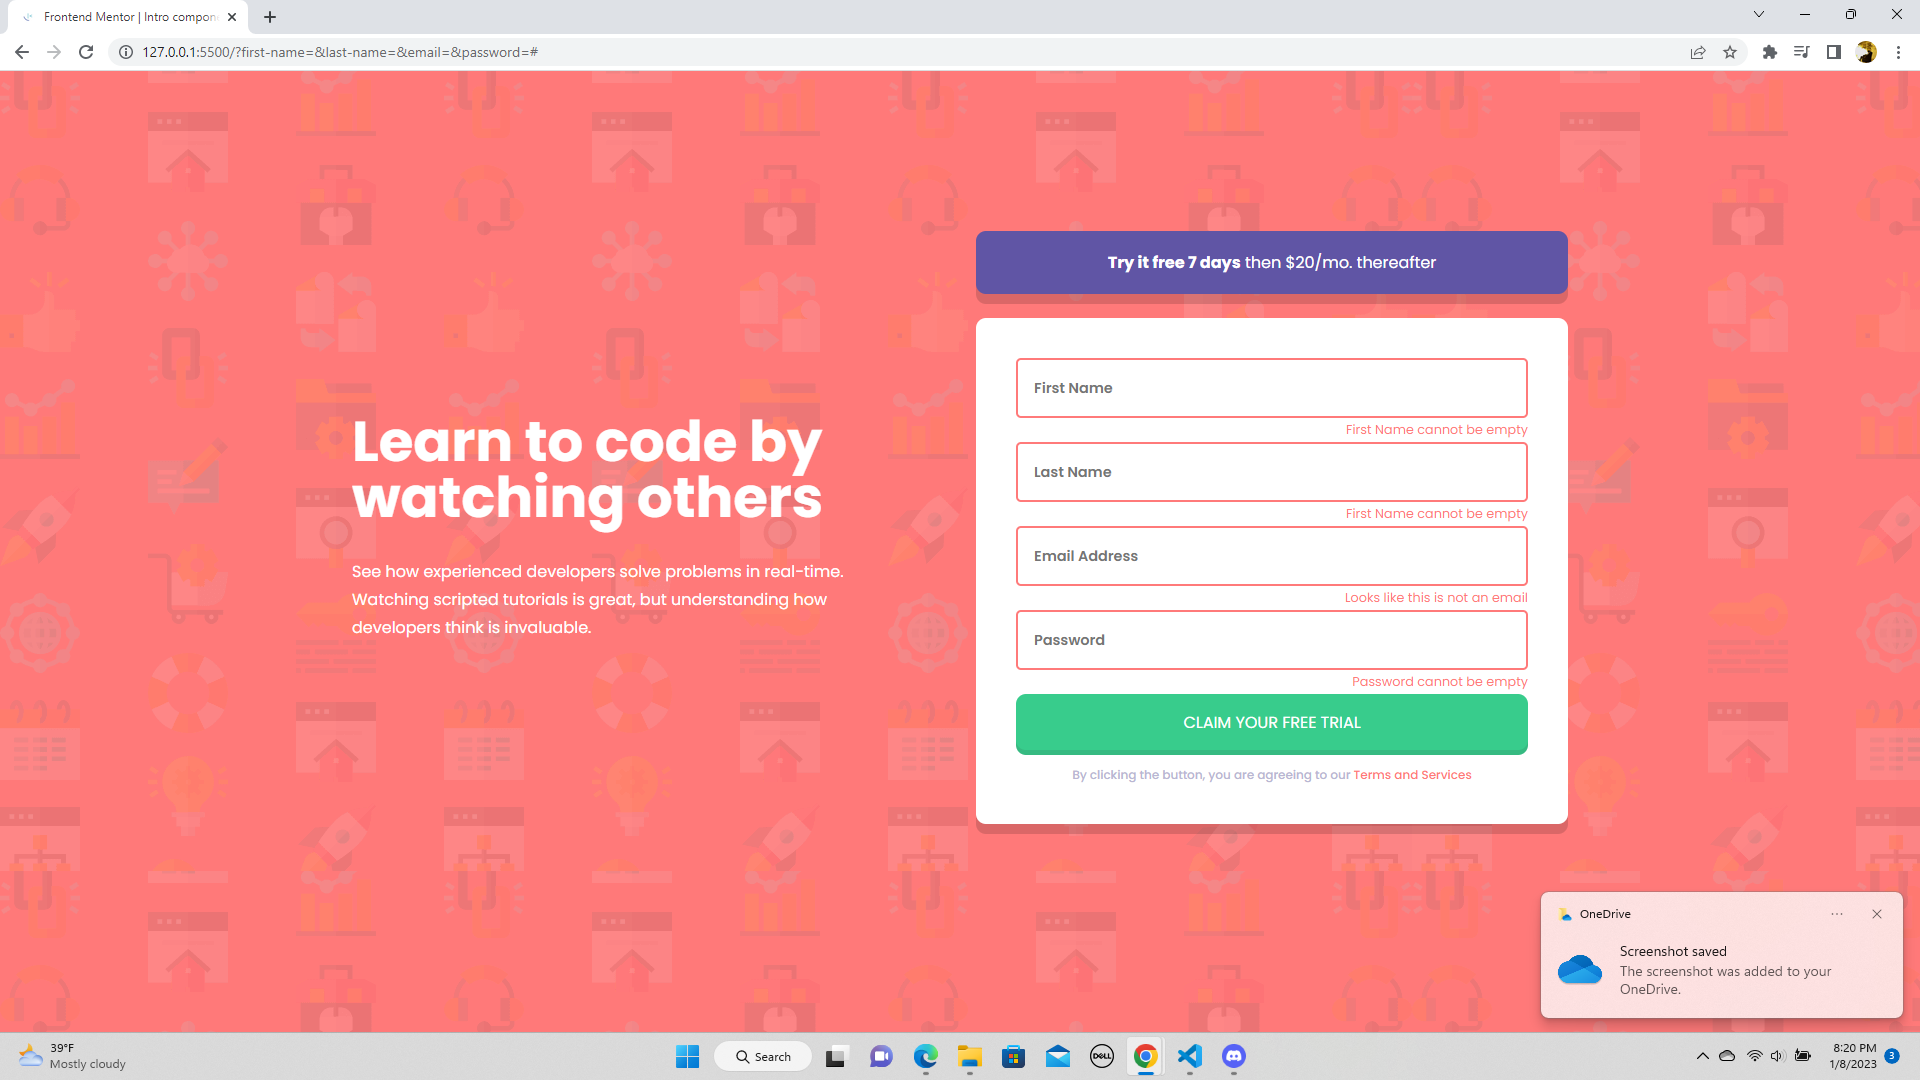 Frontend Mentor | Intro compon
127.0.0.1:5500/?first-name=&last-name=&email=&password=#
Try it free 7 days then $20/mo. thereafter
Learn to code by
watching others
See how experienced developers solve problems in real-time.
Watching scripted tutorials is great, but understanding how
developers think is invaluable.
First Name
First Name cannot be empty
Last Name
First Name cannot be empty
Email Address
Looks like this is not an email
Password
Password cannot be empty
CLAIM YOUR FREE TRIAL
By clicking the button, you are agreeing to our Terms and Services
OneDrive
Screenshot saved
The screenshot was added to your
OneDrive.
39°F
Mostly cloudy
Search
DELL
8:20 PM
1/8/2023
3